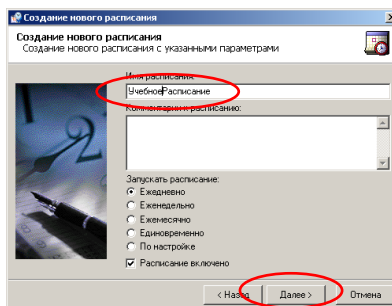 Создание нового расписания
Создание нового расписания
Создание нового расписания с указанными параметрами
Имя расписания:
УчебноеРасписание
Комментарии к расписанию:
Запускать расписание:
Ежедневно
Еженедельно
Ежемесячно
Единовременно
По настройке
Расписание включено
< Назад
Далее >
Отмена